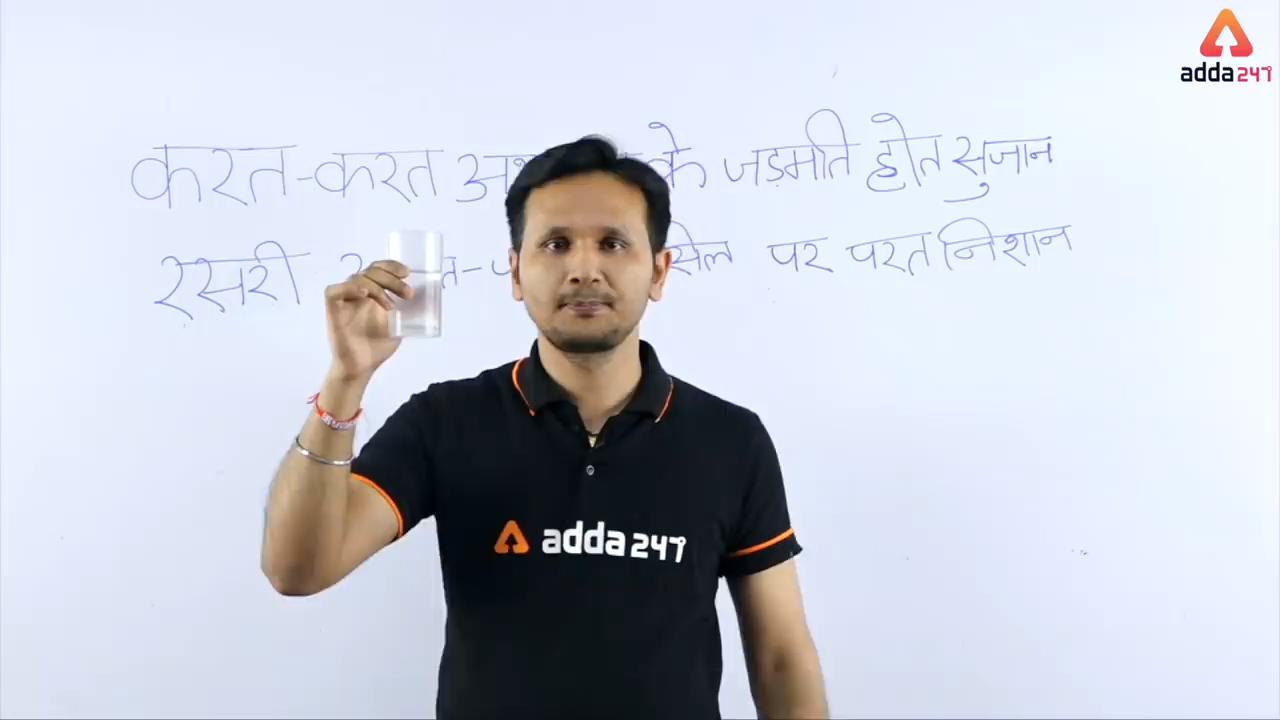 adda247
करत-करत के जड़मति होत सुजान
रसरी पर परत निशान
adda247